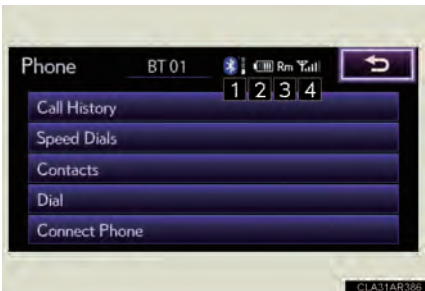 Phone BT 01 Rm
1 2 3 4
Call History
Speed Dials
Contacts
Dial
Connect Phone
CLA31AR386